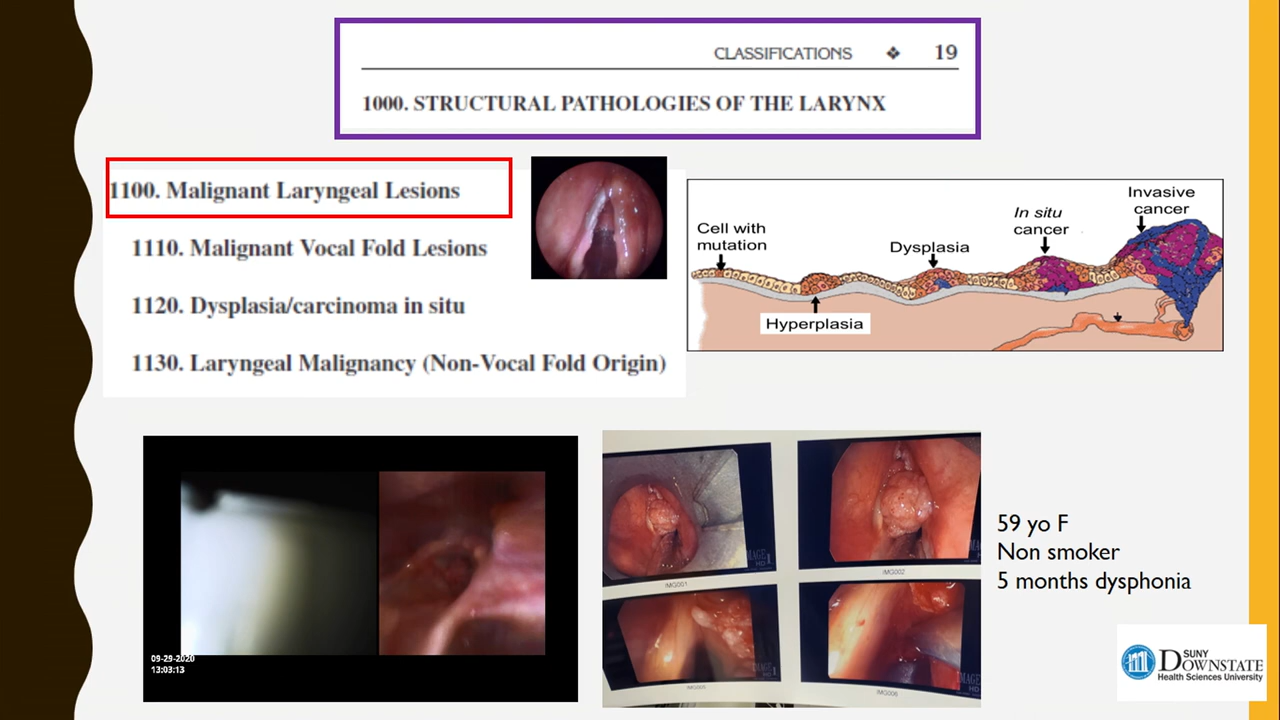 CLASSIFICATIONS ❖ 19
1000. STRUCTURAL PATHOLOGIES OF THE LARYNX
1100. Malignant Laryngeal Lesions
1110. Malignant Vocal Fold Lesions
1120. Dysplasia/carcinoma in situ
1130. Laryngeal Malignancy (Non-Vocal Fold Origin)
Cell with
mutation
Hyperplasia
Dysplasia
In situ
cancer
Invasive
cancer
09-29-2020
13:03:13
IMG001
IMG002
IMG006
59 yo F
Non smoker
5 months dysphonia
SUNY
DOWNSTATE
Health Sciences University